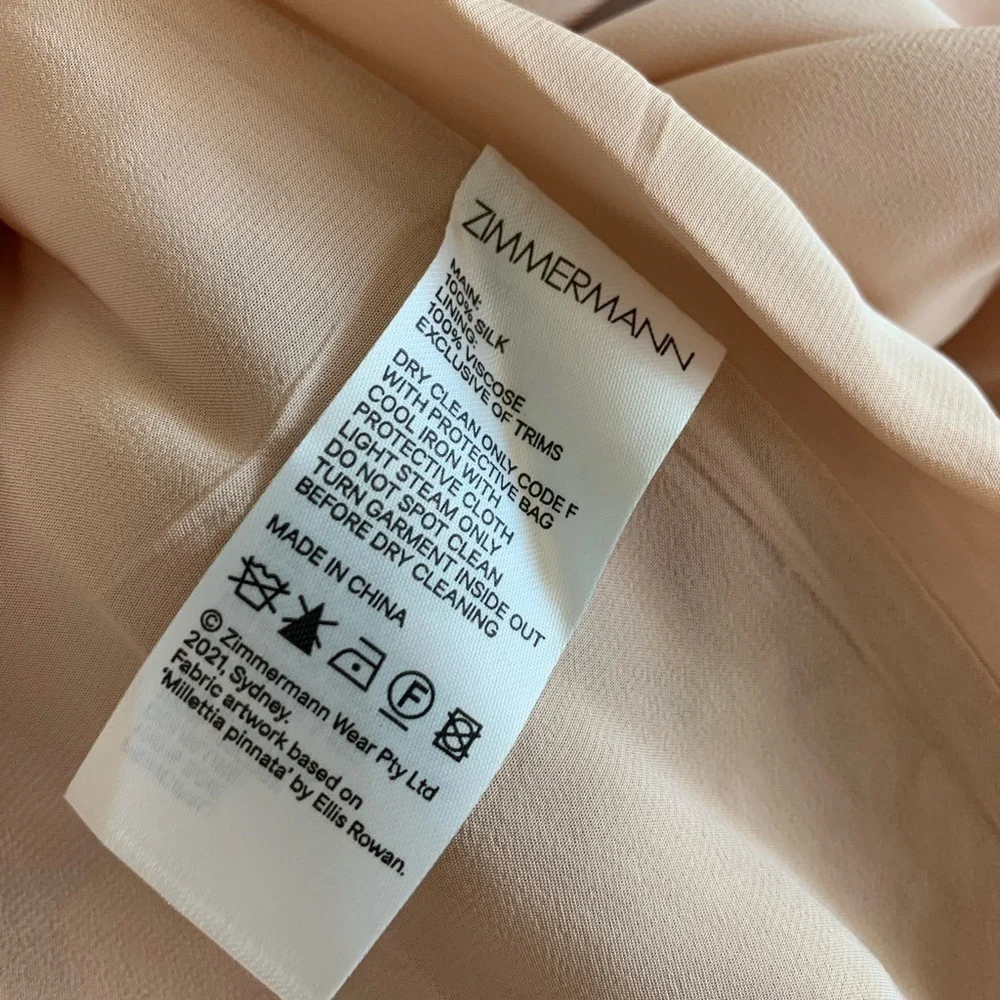 ZIMMERMANN
MAIN:
100% SILK
LINING:
100% VISCOSE
EXCLUSIVE OF TRIMS
DRY CLEAN ONLY CODE F
WITH PROTECTIVE BAG
COOL IRON WITH
PROTECTIVE CLOTH
LIGHT STEAM ONLY
DO NOT SPOT CLEAN
TURN GARMENT INSIDE OUT
BEFORE DRY CLEANING
MADE IN CHINA
F
© Zimmermann Wear Pty Ltd
2021, Sydney.
Fabric artwork based on
‘Millettia pinnata’ by Ellis Rowan.